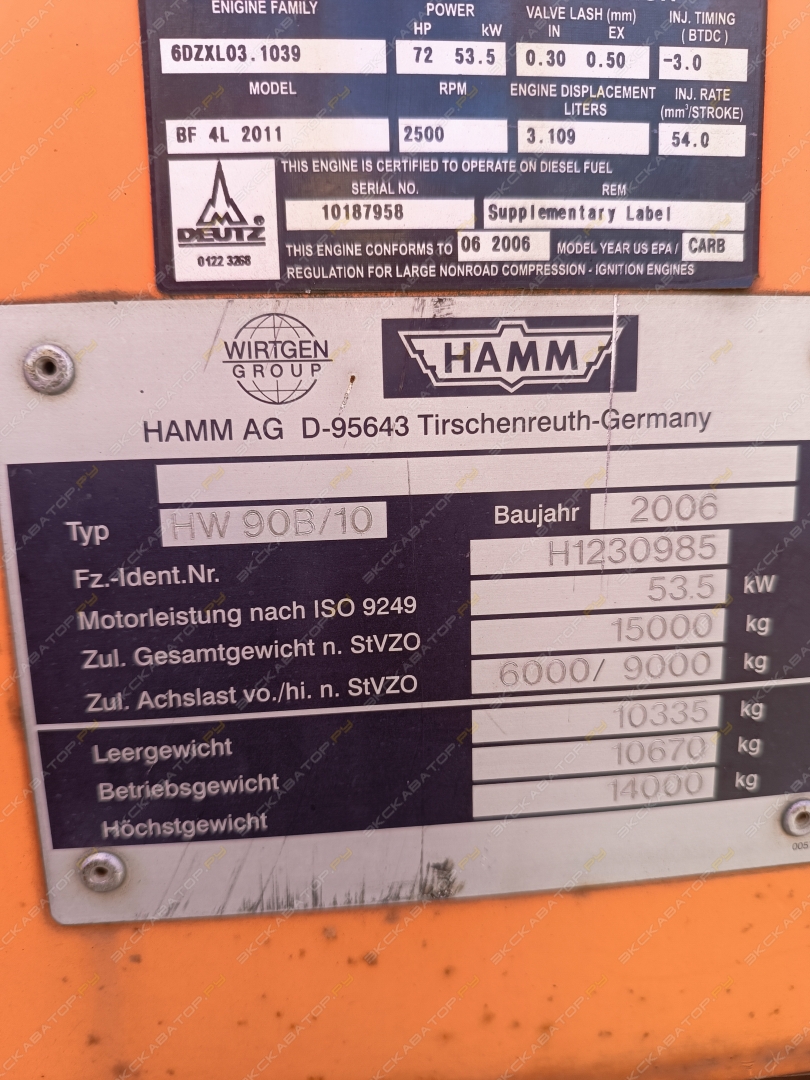 ENGINE FAMILY POWER VALVE LASH (mm) INJ. TIMING
HP kW IN EX (BTDC)
6DZXL03.1039 72 53.5 0.30 0.50 -3.0
MODEL RPM ENGINE DISPLACEMENT INJ. RATE
LITERS (mm³/STROKE)
BF 4L 2011 2500 3.109 54.0
THIS ENGINE IS CERTIFIED TO OPERATE ON DIESEL FUEL
SERIAL NO. REM
10187958 Supplementary Label
DEUTZ®
0122 3268
THIS ENGINE CONFORMS TO 06 2006 MODEL YEAR US EPA / CARB
REGULATION FOR LARGE NONROAD COMPRESSION - IGNITION ENGINES
WIRTGEN
GROUP
HAMM
HAMM AG D-95643 Tirschenreuth-Germany
Typ HW 90B/10 Baujahr 2006
Fz.-Ident.Nr. H1230985
Motorleistung nach ISO 9249 53.5 kW
Zul. Gesamtgewicht n. StVZO 15000 kg
Zul. Achslast vo./hi. n. StVZO 6000/ 9000 kg
Leergewicht 10335 kg
Betriebsgewicht 10670 kg
Höchstgewicht 14000 kg
005
ЭКСКАВАТОР.РУ